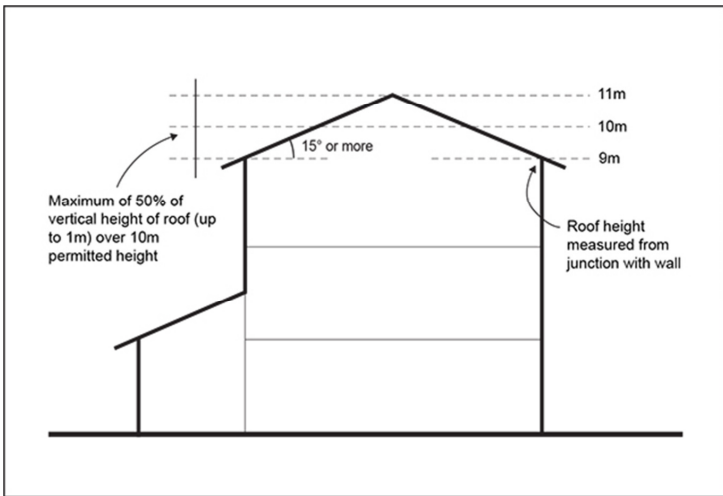 11m
10m
15° or more
9m
Maximum of 50% of
vertical height of roof (up
to 1m) over 10m
permitted height
Roof height
measured from
junction with wall